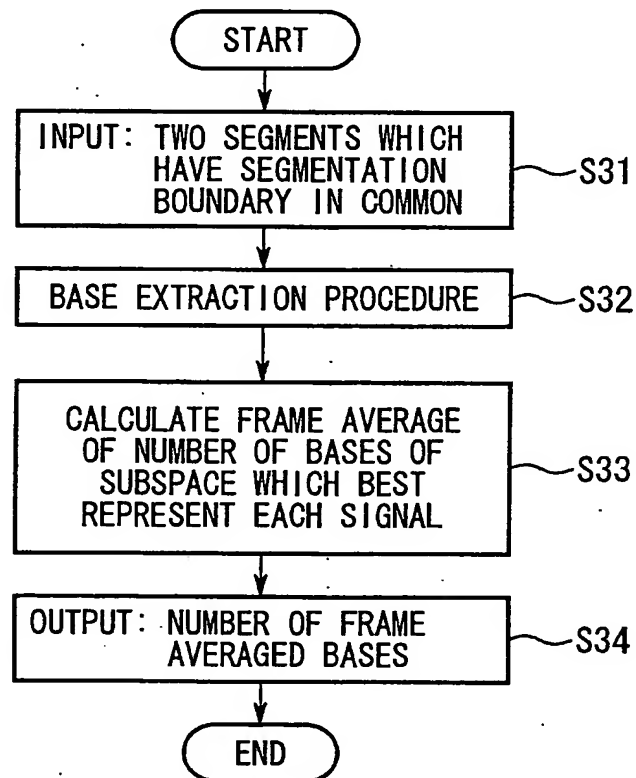 START
INPUT: TWO SEGMENTS WHICH
HAVE SEGMENTATION
BOUNDARY IN COMMON
S31
BASE EXTRACTION PROCEDURE
S32
CALCULATE FRAME AVERAGE
OF NUMBER OF BASES OF
SUBSPACE WHICH BEST
REPRESENT EACH SIGNAL
S33
OUTPUT: NUMBER OF FRAME
AVERAGED BASES
S34
END